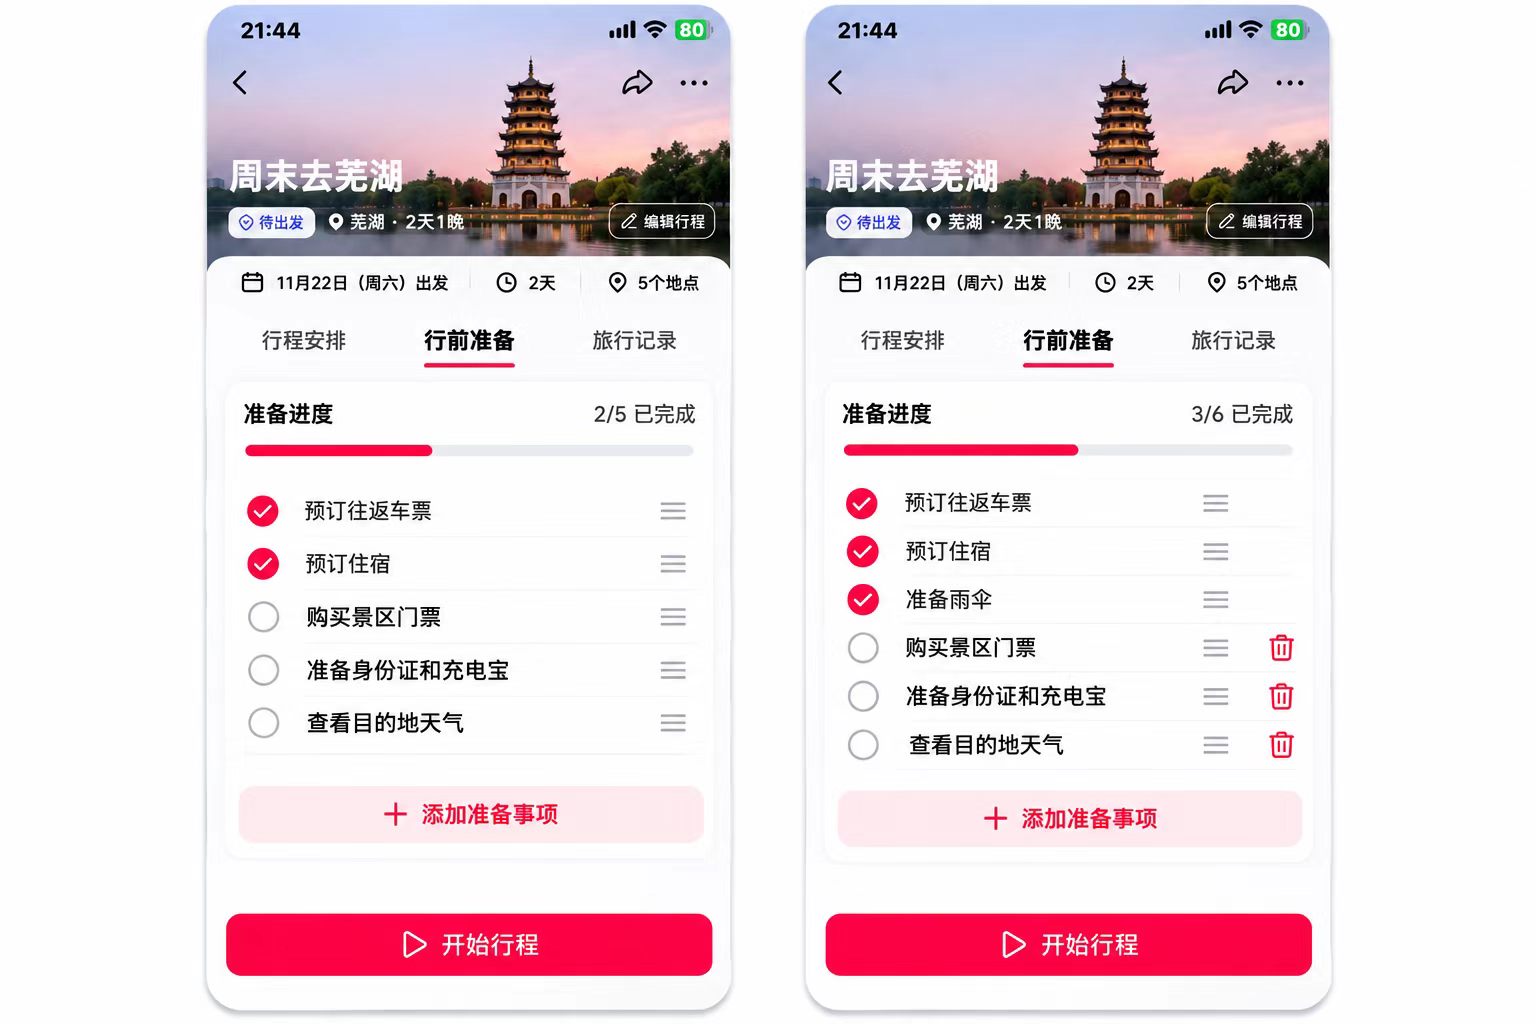 21:44
80
周末去芜湖
待出发
芜湖 · 2天1晚
编辑行程
11月22日（周六）出发
2天
5个地点
行程安排
行前准备
旅行记录
准备进度
2/5 已完成
预订往返车票
预订住宿
购买景区门票
准备身份证和充电宝
查看目的地天气
添加准备事项
开始行程
21:44
80
周末去芜湖
待出发
芜湖 · 2天1晚
编辑行程
11月22日（周六）出发
2天
5个地点
行程安排
行前准备
旅行记录
准备进度
3/6 已完成
预订往返车票
预订住宿
准备雨伞
购买景区门票
准备身份证和充电宝
查看目的地天气
添加准备事项
开始行程